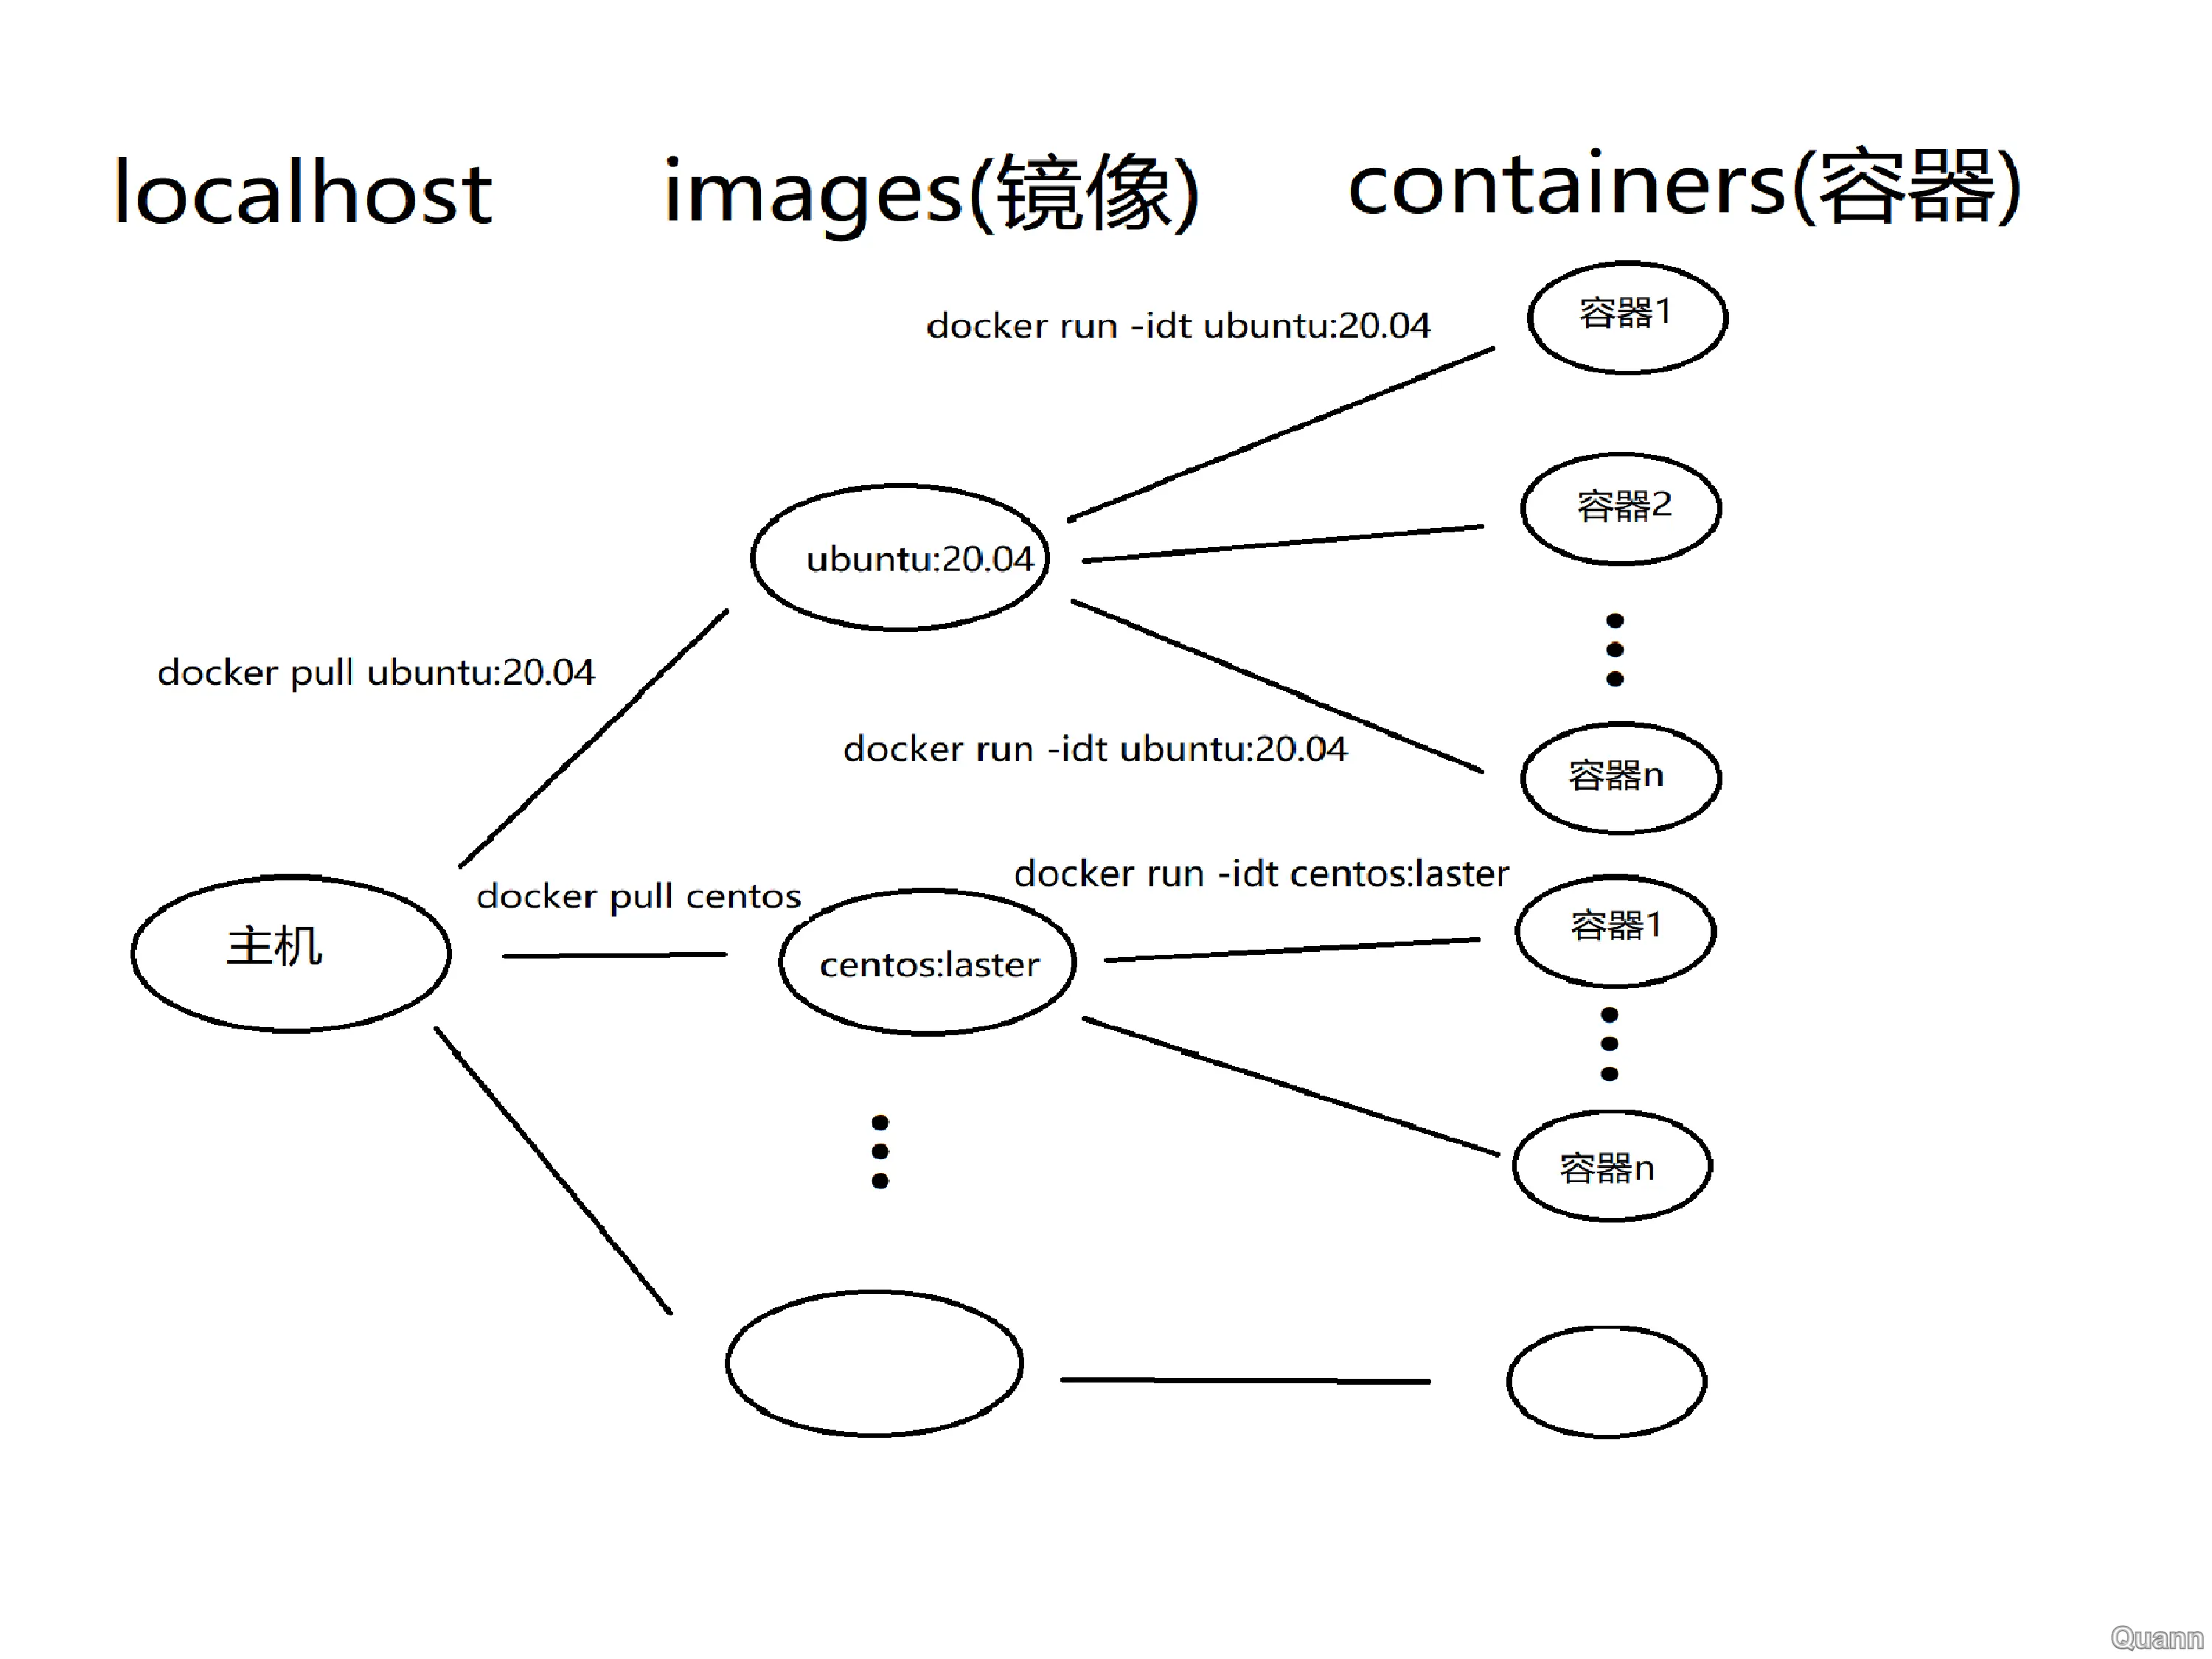 localhost
images(镜像)
containers(容器)
docker run -idt ubuntu:20.04
容器1
容器2
ubuntu:20.04
docker pull ubuntu:20.04
docker run -idt ubuntu:20.04
容器n
docker run -idt centos:laster
docker pull centos
容器1
主机
centos:laster
容器n
Quann